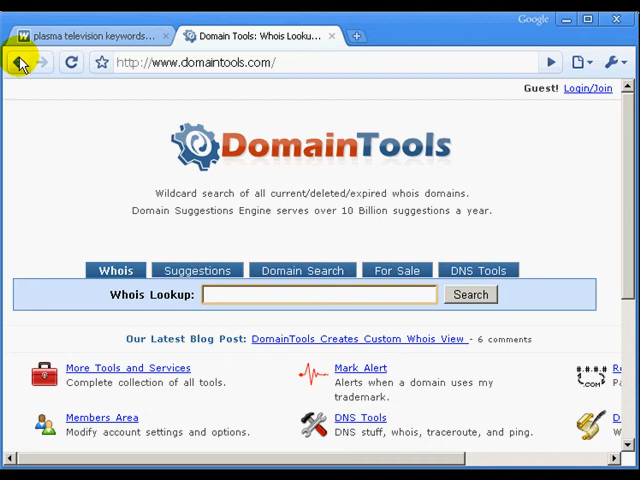 Google
plasma television keywords...
Domain Tools: Whois Lookup...
http://www.domaintools.com/
Guest! Login/Join
DomainTools
Wildcard search of all current/deleted/expired whois domains.
Domain Suggestions Engine serves over 10 Billion suggestions a year.
Whois Suggestions Domain Search For Sale DNS Tools
Whois Lookup: Search
Our Latest Blog Post: DomainTools Creates Custom Whois View - 6 comments
More Tools and Services
Complete collection of all tools.
Mark Alert
Alerts when a domain uses my
trademark.
#.#.#.#
.COM
Members Area
Modify account settings and options.
DNS Tools
DNS stuff, whois, traceroute, and ping.